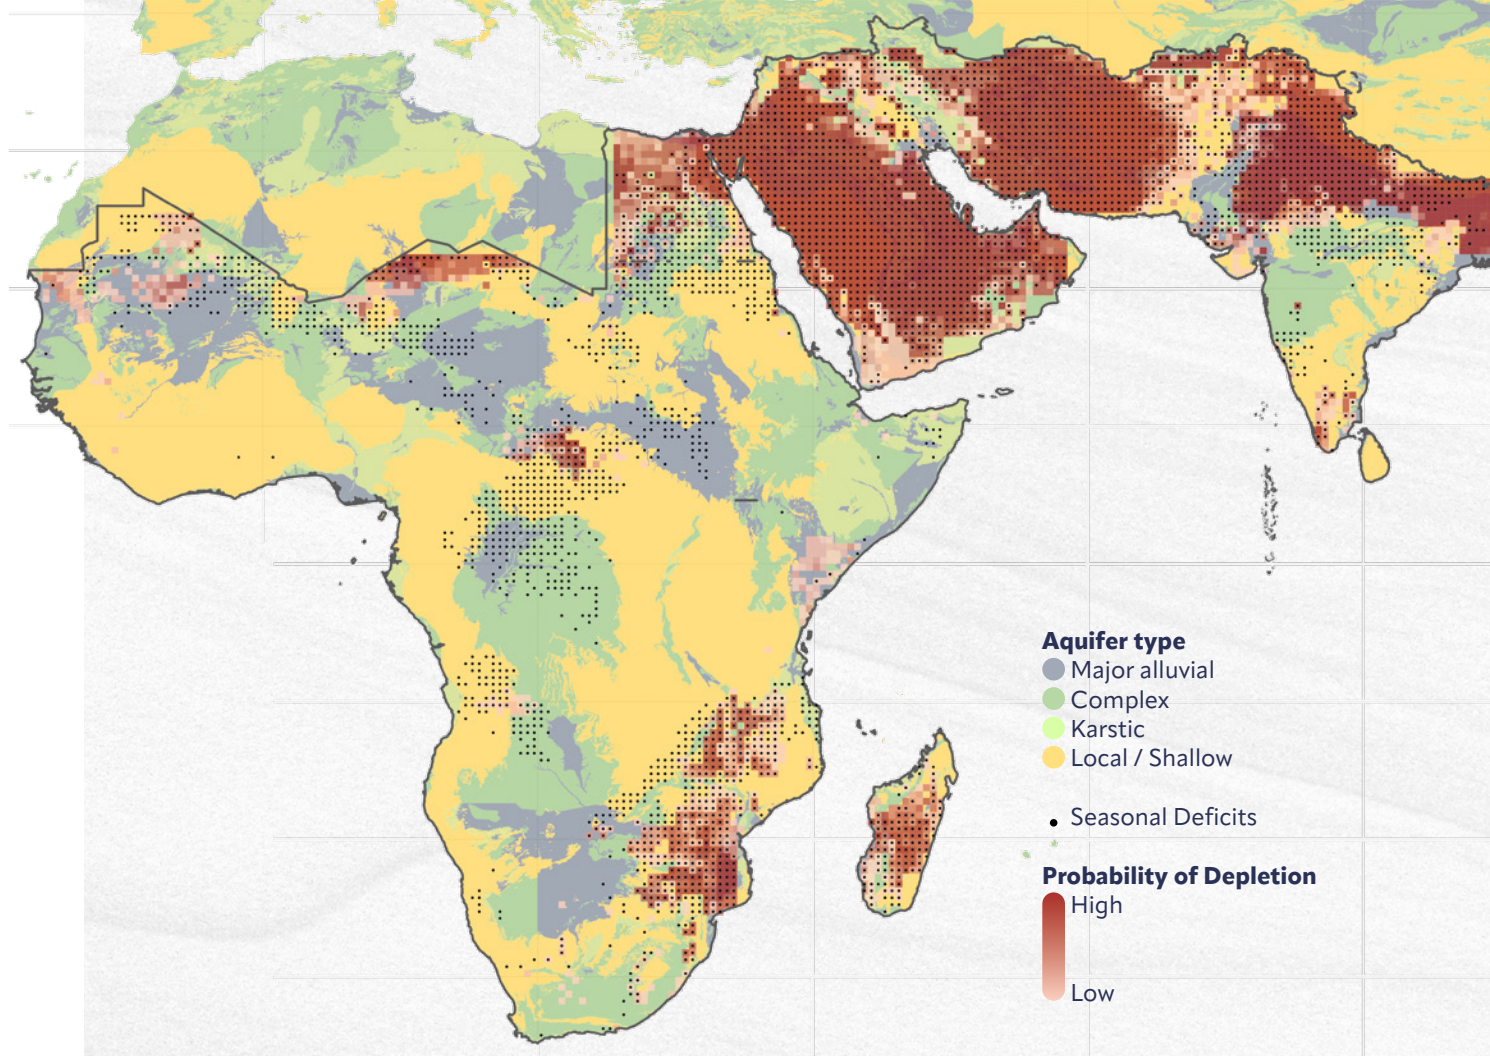 Aquifer type
Major alluvial
Complex
Karstic
Local / Shallow
Seasonal Deficits
Probability of Depletion
High
Low